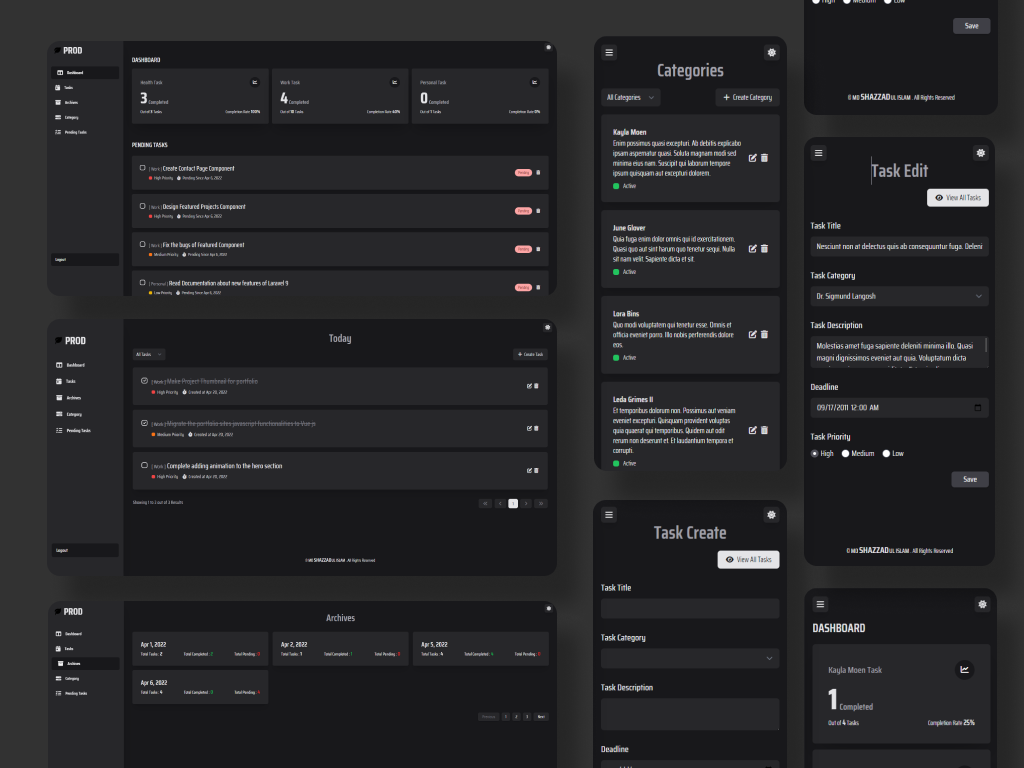 PROD
Dashboard
Tasks
Archives
Category
Pending Tasks
Logout
DASHBOARD
Health Task
3 Completed
Out of 3 Tasks
Completion Rate 100%
Work Task
4 Completed
Out of 10 Tasks
Completion Rate 40%
Personal Task
0 Completed
Out of 1 Tasks
Completion Rate 0%
PENDING TASKS
[ Work ] Create Contact Page Component
High Priority Pending Since Apr 5, 2022
Pending
[ Work ] Design Featured Projects Component
High Priority Pending Since Apr 5, 2022
Pending
[ Work ] Fix the bugs of Featured Component
Medium Priority Pending Since Apr 5, 2022
Pending
[ Personal ] Read Documentation about new features of Laravel 9
Low Priority Pending Since Apr 5, 2022
Pending
PROD
Dashboard
Tasks
Archives
Category
Pending Tasks
Logout
Today
All Tasks
+ Create Task
[ Work ] Make Project Thumbnail for portfolio
High Priority Created at Apr 20, 2022
[ Work ] Migrate the portfolio sites javascript functionalities to Vue js
Medium Priority Created at Apr 20, 2022
[ Work ] Complete adding animation to the hero section
High Priority Created at Apr 20, 2022
Showing 1 to 3 out of 3 Results
1
© MD SHAZZAD UL ISLAM . All Rights Reserved
PROD
Dashboard
Tasks
Archives
Category
Pending Tasks
Archives
Apr 1, 2022
Total Tasks : 2 Total Completed : Total Pending :
Apr 2, 2022
Total Tasks : 1 Total Completed : Total Pending :
Apr 5, 2022
Total Tasks : 4 Total Completed : Total Pending :
Apr 6, 2022
Total Tasks : 4 Total Completed : Total Pending :
Previous 1 2 3 Next
Categories
All Categories
+ Create Category
Kayla Moen
Enim possimus quasi excepturi. Ab debitis explicabo
ipsam aspernatur quasi. Soluta magnam modi sed
minima eius nam. Suscipit qui laborum tempore
ipsum quisquam aut excepturi dolorem.
Active
June Glover
Quia fuga enim dolor omnis qui id exercitationem.
Quasi quo aut sint harum quo tenetur sequi. Nulla
sit nam velit. Sapiente dicta et sit.
Active
Lora Bins
Quo modi voluptatem qui tenetur esse. Omnis et
officia eveniet porro. Illo nobis perferendis dolore
eos.
Active
Leda Grimes II
Et temporibus dolorum non. Possimus aut veniam
eveniet excepturi. Quisquam provident voluptas
quia quaerat qui temporibus. Quidem aut odit
rerum non deserunt et. Et laudantium tempora et
corrupti.
Active
Task Create
View All Tasks
Task Title
Task Category
Task Description
Deadline
High Medium Low
Save
© MD SHAZZAD UL ISLAM . All Rights Reserved
Task Edit
View All Tasks
Task Title
Nesciunt non at delectus quis ab consequuntur fuga. Deleni
Task Category
Dr. Sigmund Langosh
Task Description
Molestias amet fuga sapiente deleniti minima illo. Quasi
magni dignissimos eveniet aut quia. Voluptatum dicta
Deadline
09/17/2011 12:00 AM
Task Priority
High Medium Low
Save
© MD SHAZZAD UL ISLAM . All Rights Reserved
DASHBOARD
Kayla Moen Task
1 Completed
Out of 4 Tasks
Completion Rate 25%